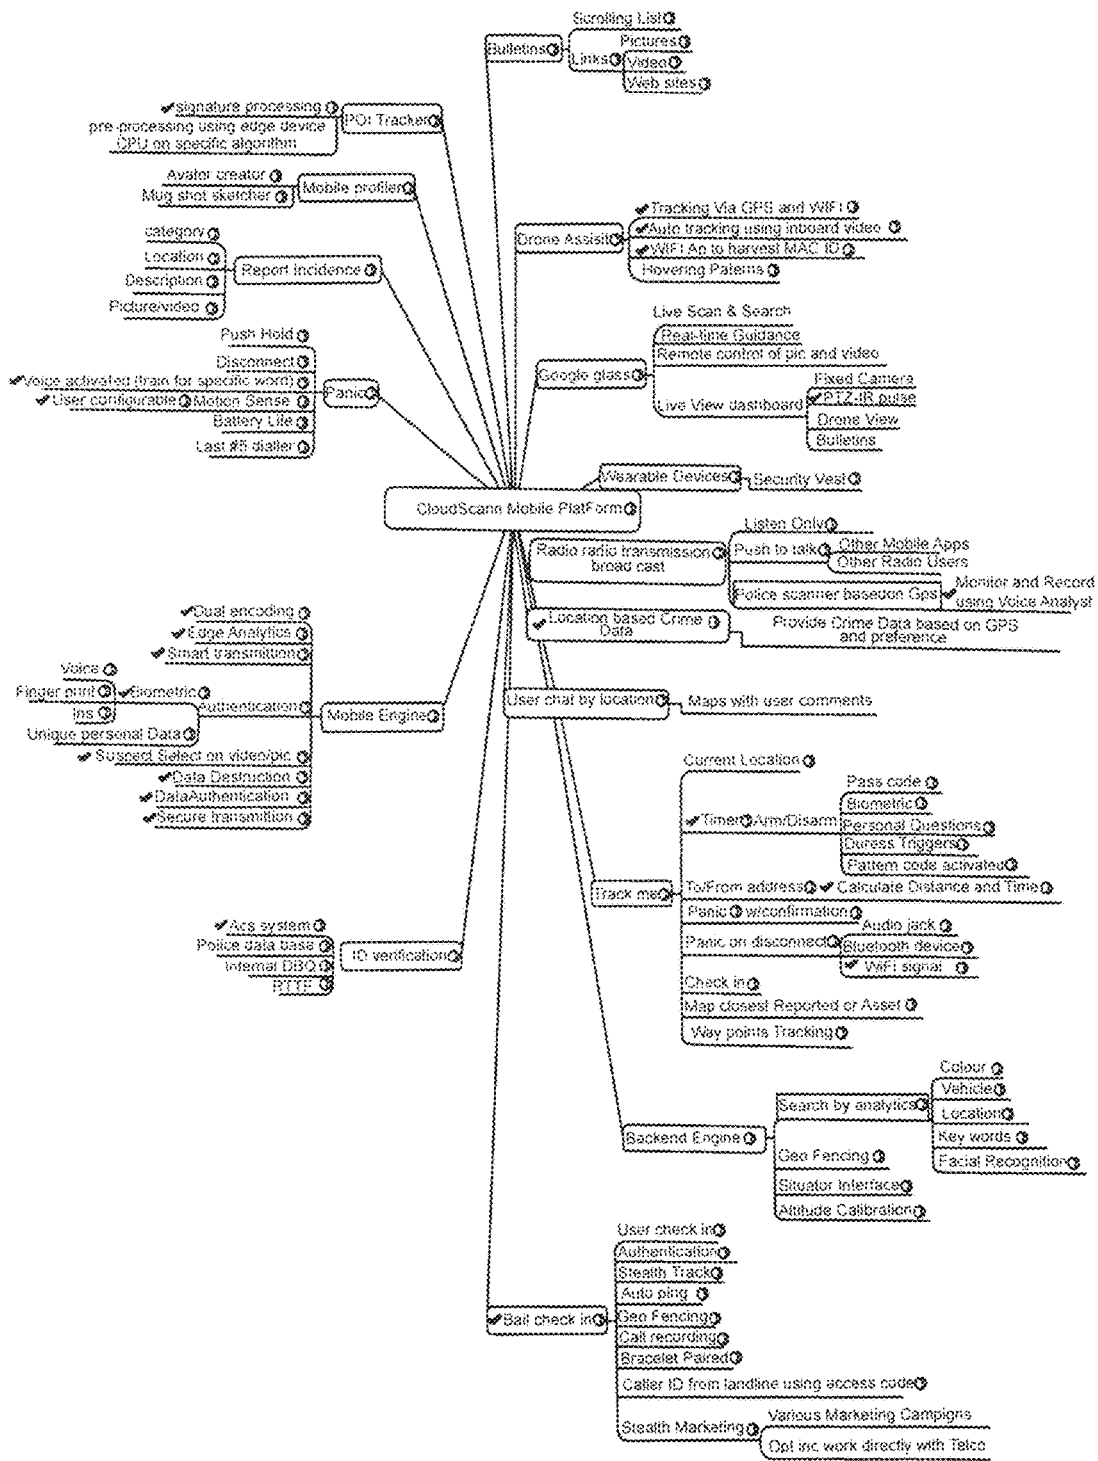 Bulletins
Scrolling List
Links
Pictures
Video
Web sites
POI Tracker
signature processing
pre-processing using edge device
CPU on specific algorithm
Mobile profiler
Avator creator
Mug shot sketcher
Report Incidence
category
Location
Description
Picture/video
Panic
Push Hold
Disconnect
Voice activated (train for specific word)
User configurable
Motion Sense
Battery Life
Last #5 dialler
Drone Assisit
Tracking Via GPS and WIFI
Auto tracking using inboard video
WIFI Ap to harvest MAC ID
Hovering Paterns
Google glass
Live Scan & Search
Real-time Guidance
Remote control of pic and video
Live View dashboard
Fixed Camera
PTZ-IR pulse
Drone View
Bulletins
Wearable Devices
Security Vest
CloudScann Mobile PlatForm
Radio radio transmission
broad cast
Listen Only
Push to talk
Other Mobile Apps
Other Radio Users
Police scanner basedon Gps
Monitor and Record
using Voice Analyst
Location based Crime
Data
Provide Crime Data based on GPS
and preference
User chat by location
Maps with user comments
Mobile Engine
Dual encoding
Edge Analytics
Smart transmittion
Authentication
Biometric
Voice
Finger print
Unique personal Data
Suspect Select on video/pic
Data Destruction
DataAuthentication
Secure transmittion
Track me
Current Location
Timer
Arm/Disarm
Pass code
Biometric
Personal Questions
Duress Triggers
Pattern code activated
To/From address
Calculate Distance and Time
Panic
w/confirmation
Panic on disconnect
Audio jack
Bluetooth device
WiFi signal
Check in
Map closest Reported or Asset
Way points Tracking
ID verification
Acs system
Police data base
Internal DBQ
Backend Engine
Search by analytics
Colour
Vehicle
Location
Key words
Facial Recognition
Geo Fencing
Situator Interface
Altitude Calibration
Bail check in
User check in
Authentication
Stealth Track
Auto ping
Geo Fencing
Call recording
Bracelet Paired
Caller ID from landline using access code
Stealth Marketing
Various Marketing Campigns
Opt inc work directly with Telco